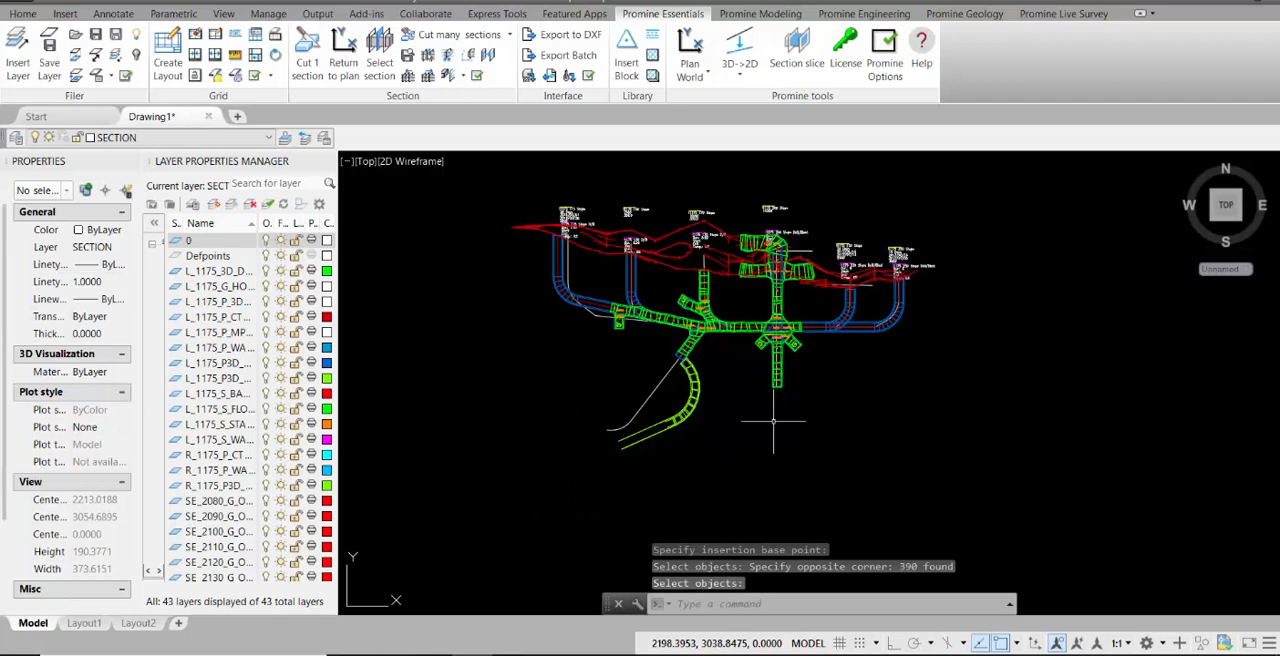 Home Insert Annotate Parametric View Manage Output Add-ins Collaborate Express Tools Featured Apps Promine Essentials Promine Modeling Promine Engineering Promine Geology Promine Live Survey
Insert Layer
Save Layer
Filer
Create Layout
Grid
Cut 1 section
Return to plan
Select section
Cut many sections
Section
Export to DXF
Export Batch
Interface
Insert Block
Library
Plan World
3D->2D
Section slice
License
Promine Options
Help
Promine tools
Start
Drawing1*
SECTION
PROPERTIES
No sele...
General
Color ByLayer
Layer SECTION
Linety... ByLayer
Linety... 1.0000
Linew... ByLayer
Trans... ByLayer
Thick... 0.0000
3D Visualization
Mater... ByLayer
Plot style
Plot s... ByColor
Plot s... None
Plot t... Model
Plot t... Not availa...
View
Cente... 2213.0188
Cente... 3054.6895
Cente... 0.0000
Height 190.3771
Width 373.6151
Misc
LAYER PROPERTIES MANAGER
Current layer: SECT
Search for layer
S.. Name O. F.. L.. P.. C..
0
Defpoints
L_1175_3D_D...
L_1175_G_HO...
L_1175_P_3D...
L_1175_P_CT...
L_1175_P_MP...
L_1175_P_WA...
L_1175_P3D_...
L_1175_P3D_...
L_1175_S_BA...
L_1175_S_FLO...
L_1175_S_STA...
L_1175_S_WA...
R_1175_P_CT...
R_1175_P_WA...
R_1175_P3D_...
SE_2080_G_O...
SE_2090_G_O...
SE_2100_G_O...
SE_2110_G_O...
SE_2120_G_O...
SE_2130 G O...
All: 43 layers displayed of 43 total layers
[−][Top][2D Wireframe]
N
W TOP E
S
Unnamed
Y
X
Specify insertion base point:
Select objects: Specify opposite corner: 390 found
Select objects:
Type a command
Model Layout1 Layout2
2198.3953, 3038.8475, 0.0000 MODEL 1:1